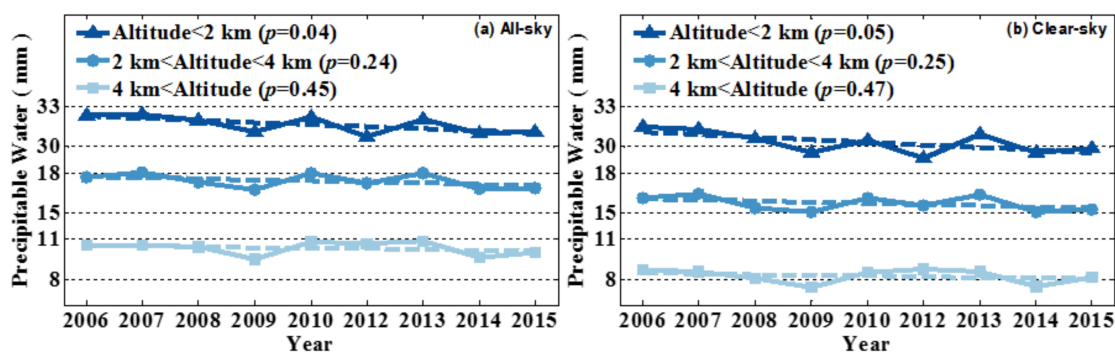 Precipitable Water ( mm )
Altitude<2 km (p=0.04)
(a) All-sky
2 km<Altitude<4 km (p=0.24)
4 km<Altitude (p=0.45)
33
30
18
15
11
8
2006 2007 2008 2009 2010 2012 2013 2014 2015
Year
Precipitable Water ( mm )
Altitude<2 km (p=0.05)
(b) Clear-sky
2 km<Altitude<4 km (p=0.25)
4 km<Altitude (p=0.47)
33
30
18
15
11
8
2006 2007 2008 2009 2010 2012 2013 2014 2015
Year